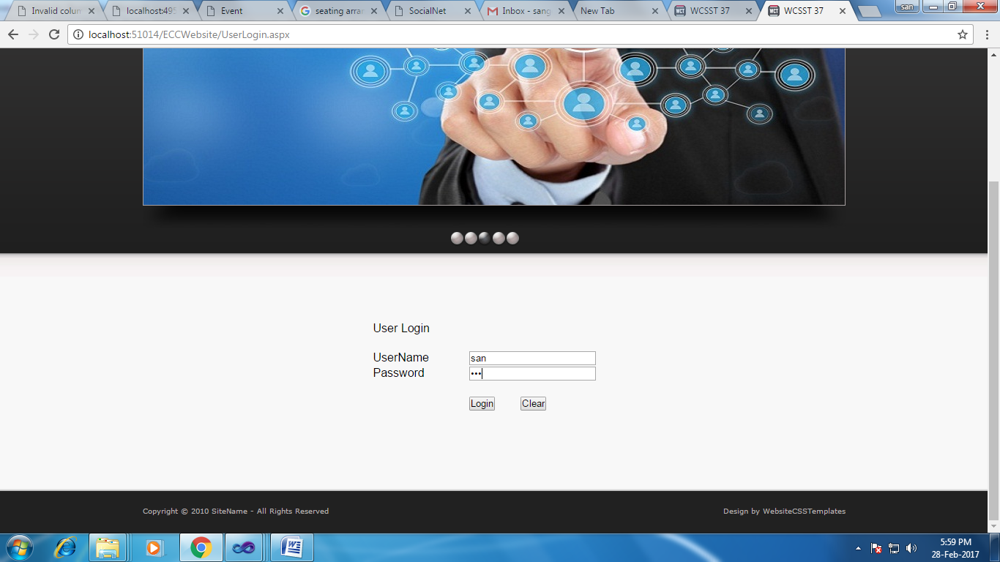 Invalid colum
localhost:495
Event
seating arran
SocialNet
Inbox - sang
New Tab
WCSST 37
WCSST 37
san
localhost:51014/ECCWebsite/UserLogin.aspx
User Login
UserName
san
Password
•••
Login
Clear
Copyright © 2010 SiteName - All Rights Reserved
Design by WebsiteCSSTemplates
5:59 PM
28-Feb-2017